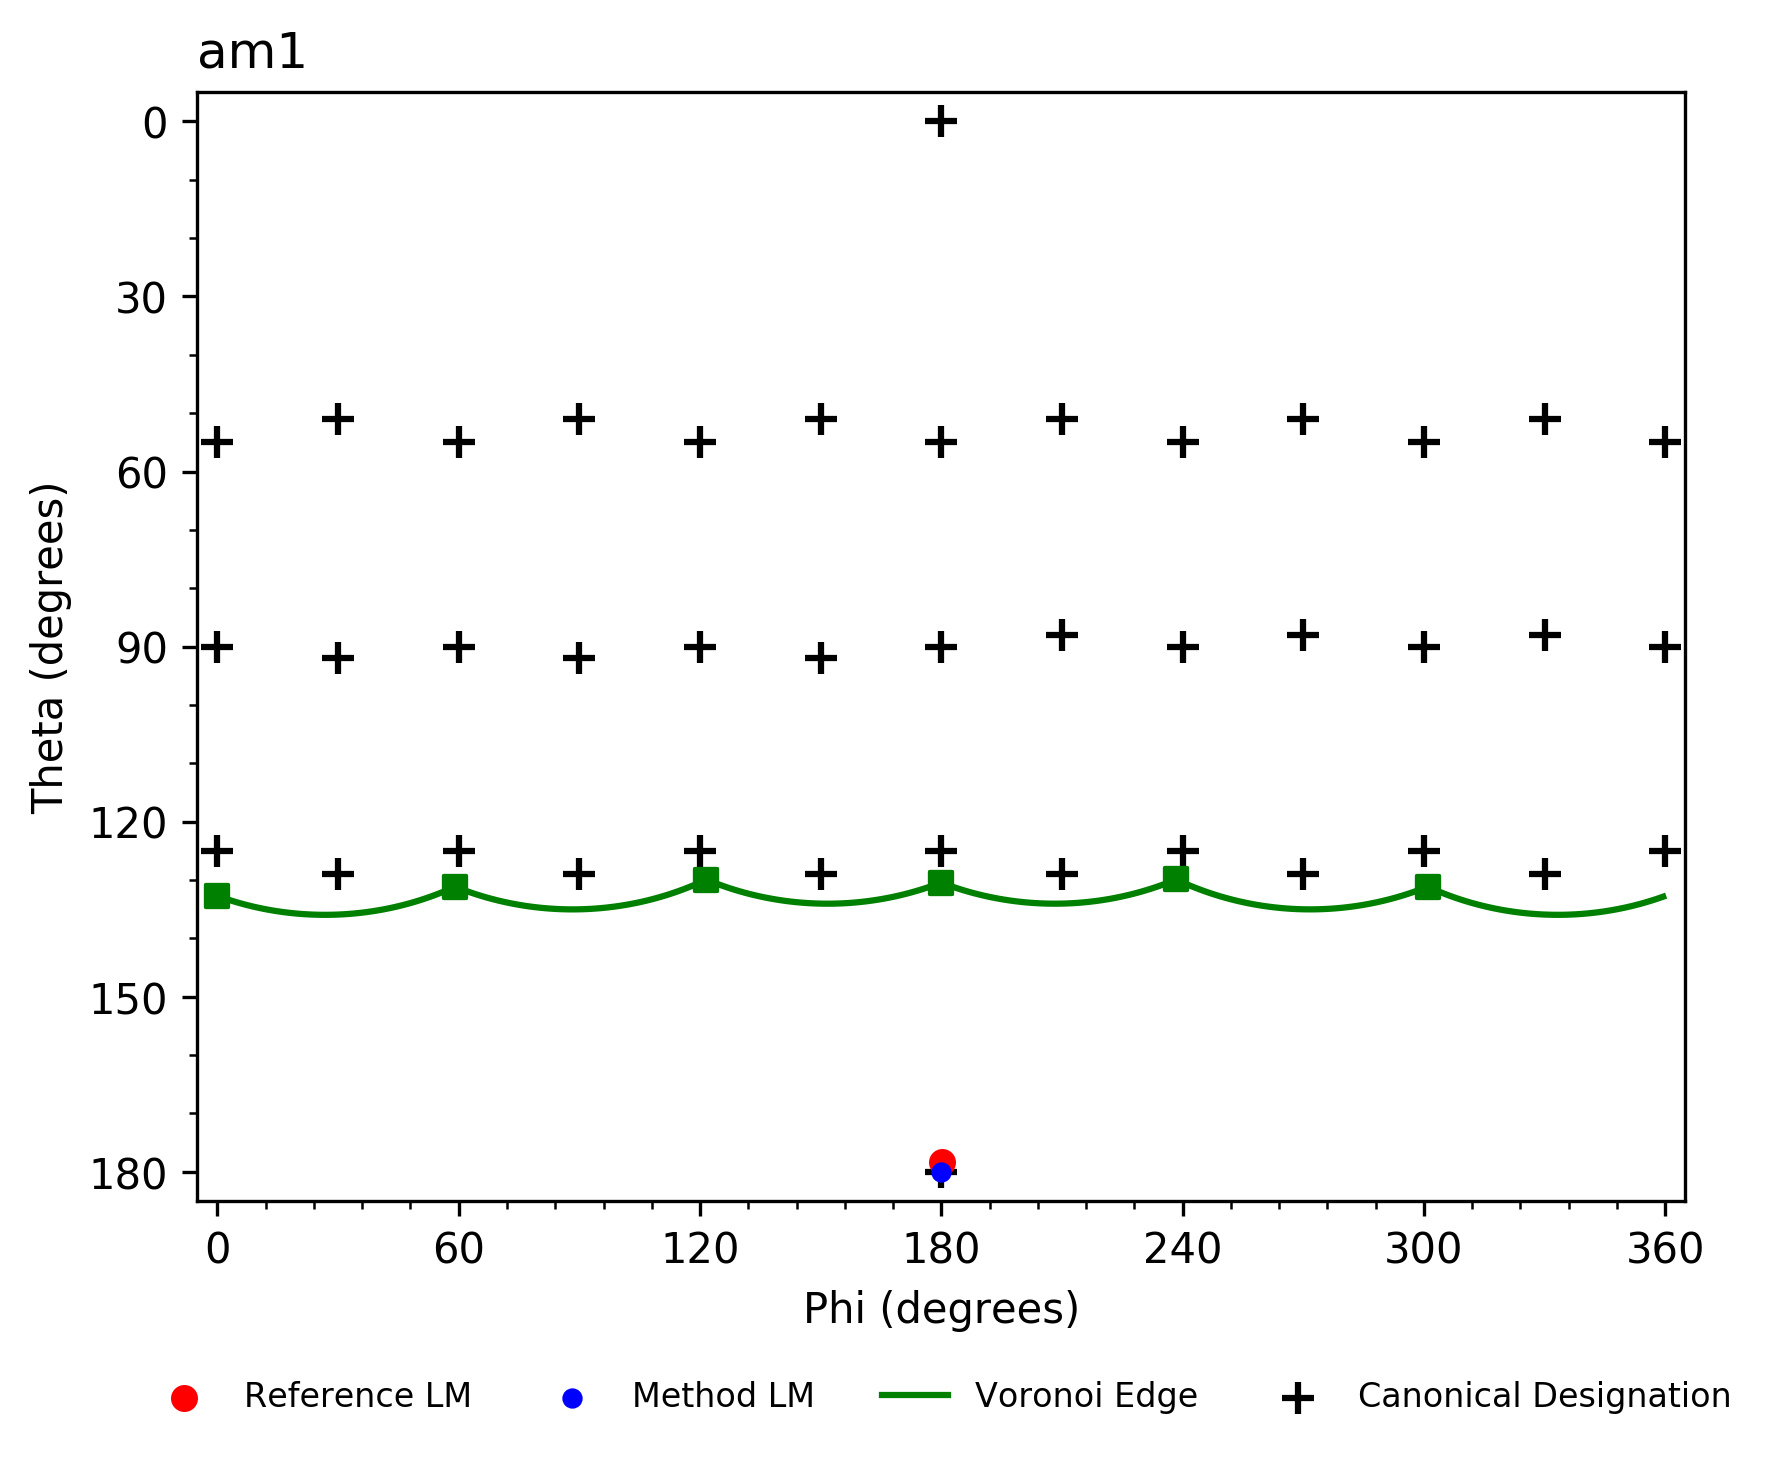 am1
0
30
60
90
120
150
180
Theta (degrees)
0 60 120 180 240 300 360
Phi (degrees)
Reference LM Method LM Voronoi Edge Canonical Designation